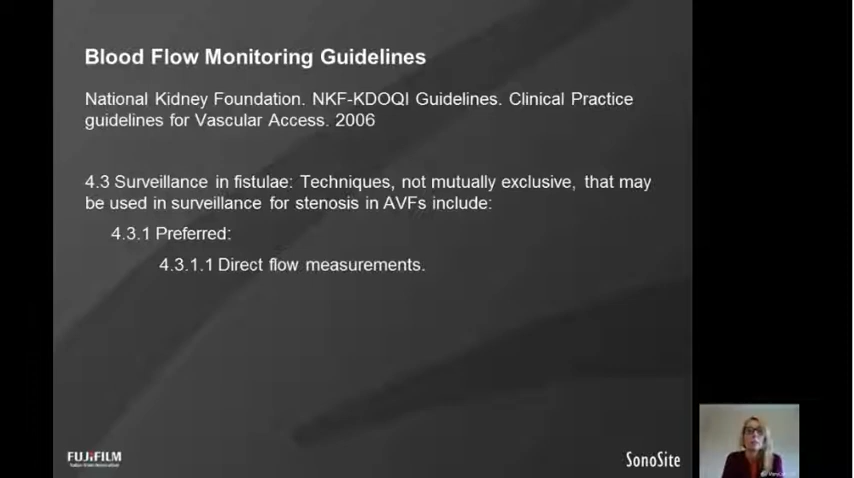 Blood Flow Monitoring Guidelines
National Kidney Foundation. NKF-KDOQI Guidelines. Clinical Practice
guidelines for Vascular Access. 2006
4.3 Surveillance in fistulae: Techniques, not mutually exclusive, that may
be used in surveillance for stenosis in AVFs include:
4.3.1 Preferred:
4.3.1.1 Direct flow measurements.
FUJIFILM
SonoSite